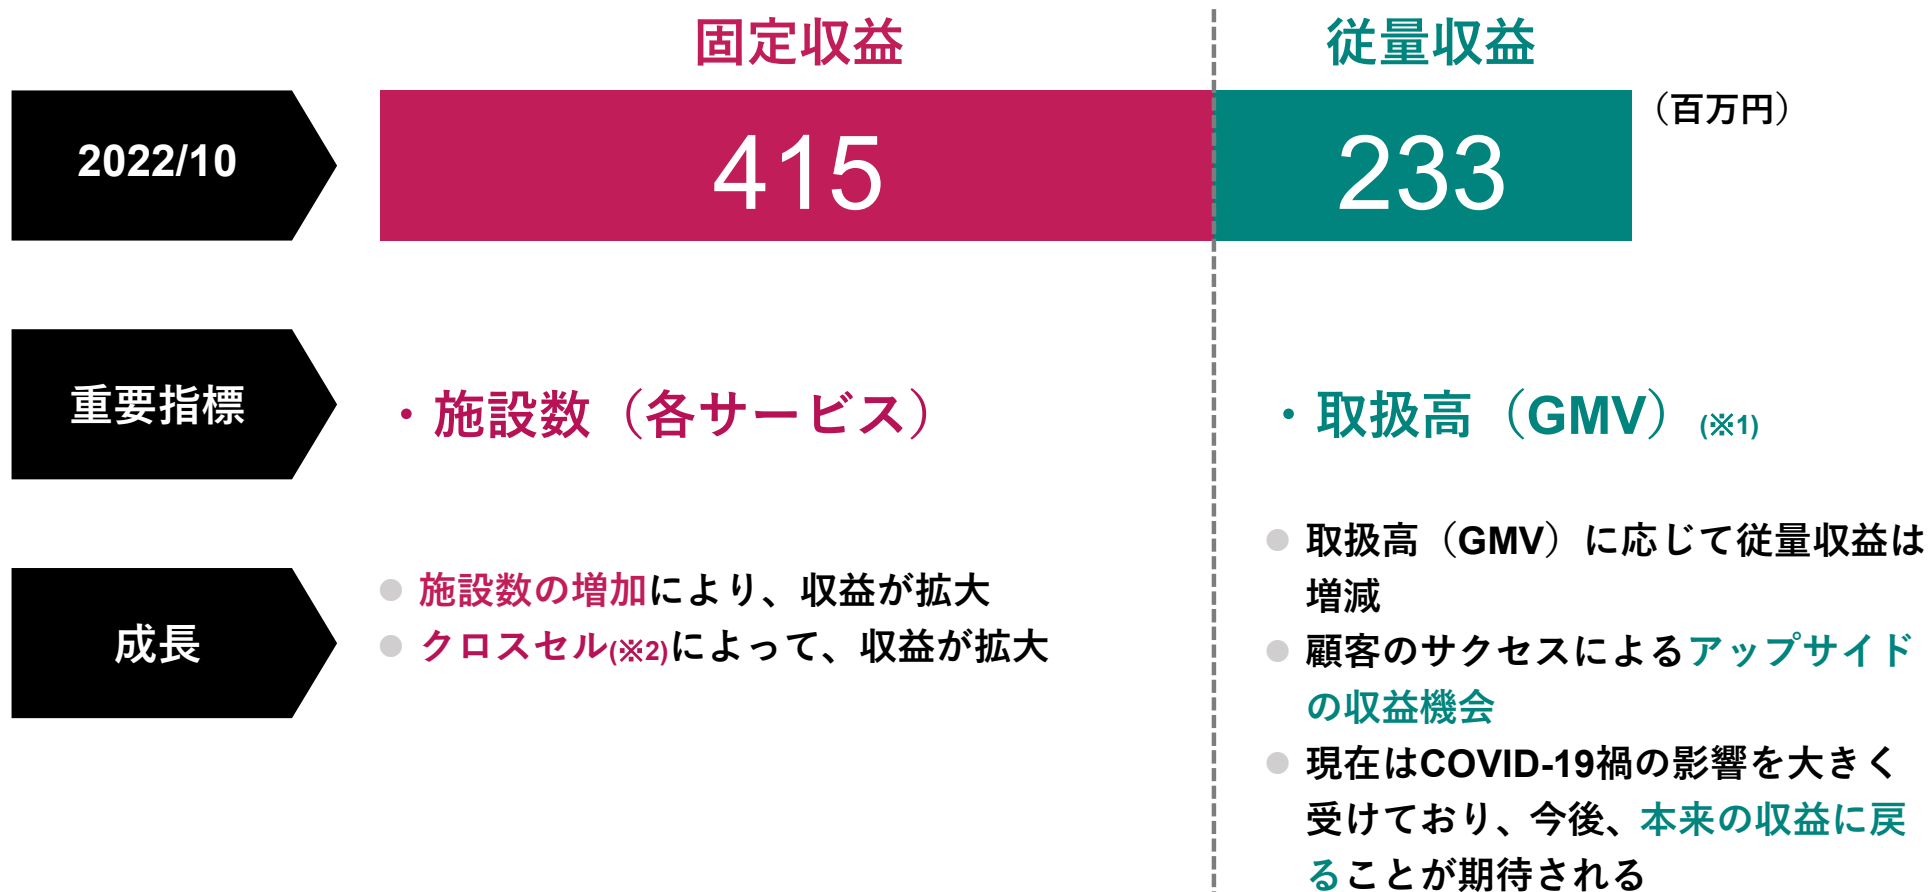 固定収益
従量収益
2022/10
415
233
（百万円）
重要指標
・施設数（各サービス）
・取扱高（GMV）(※1)
成長
● 施設数の増加により、収益が拡大
● クロスセル(※2)によって、収益が拡大
● 取扱高（GMV）に応じて従量収益は
増減
● 顧客のサクセスによるアップサイド
の収益機会
● 現在はCOVID-19禍の影響を大きく
受けており、今後、本来の収益に戻
ることが期待される